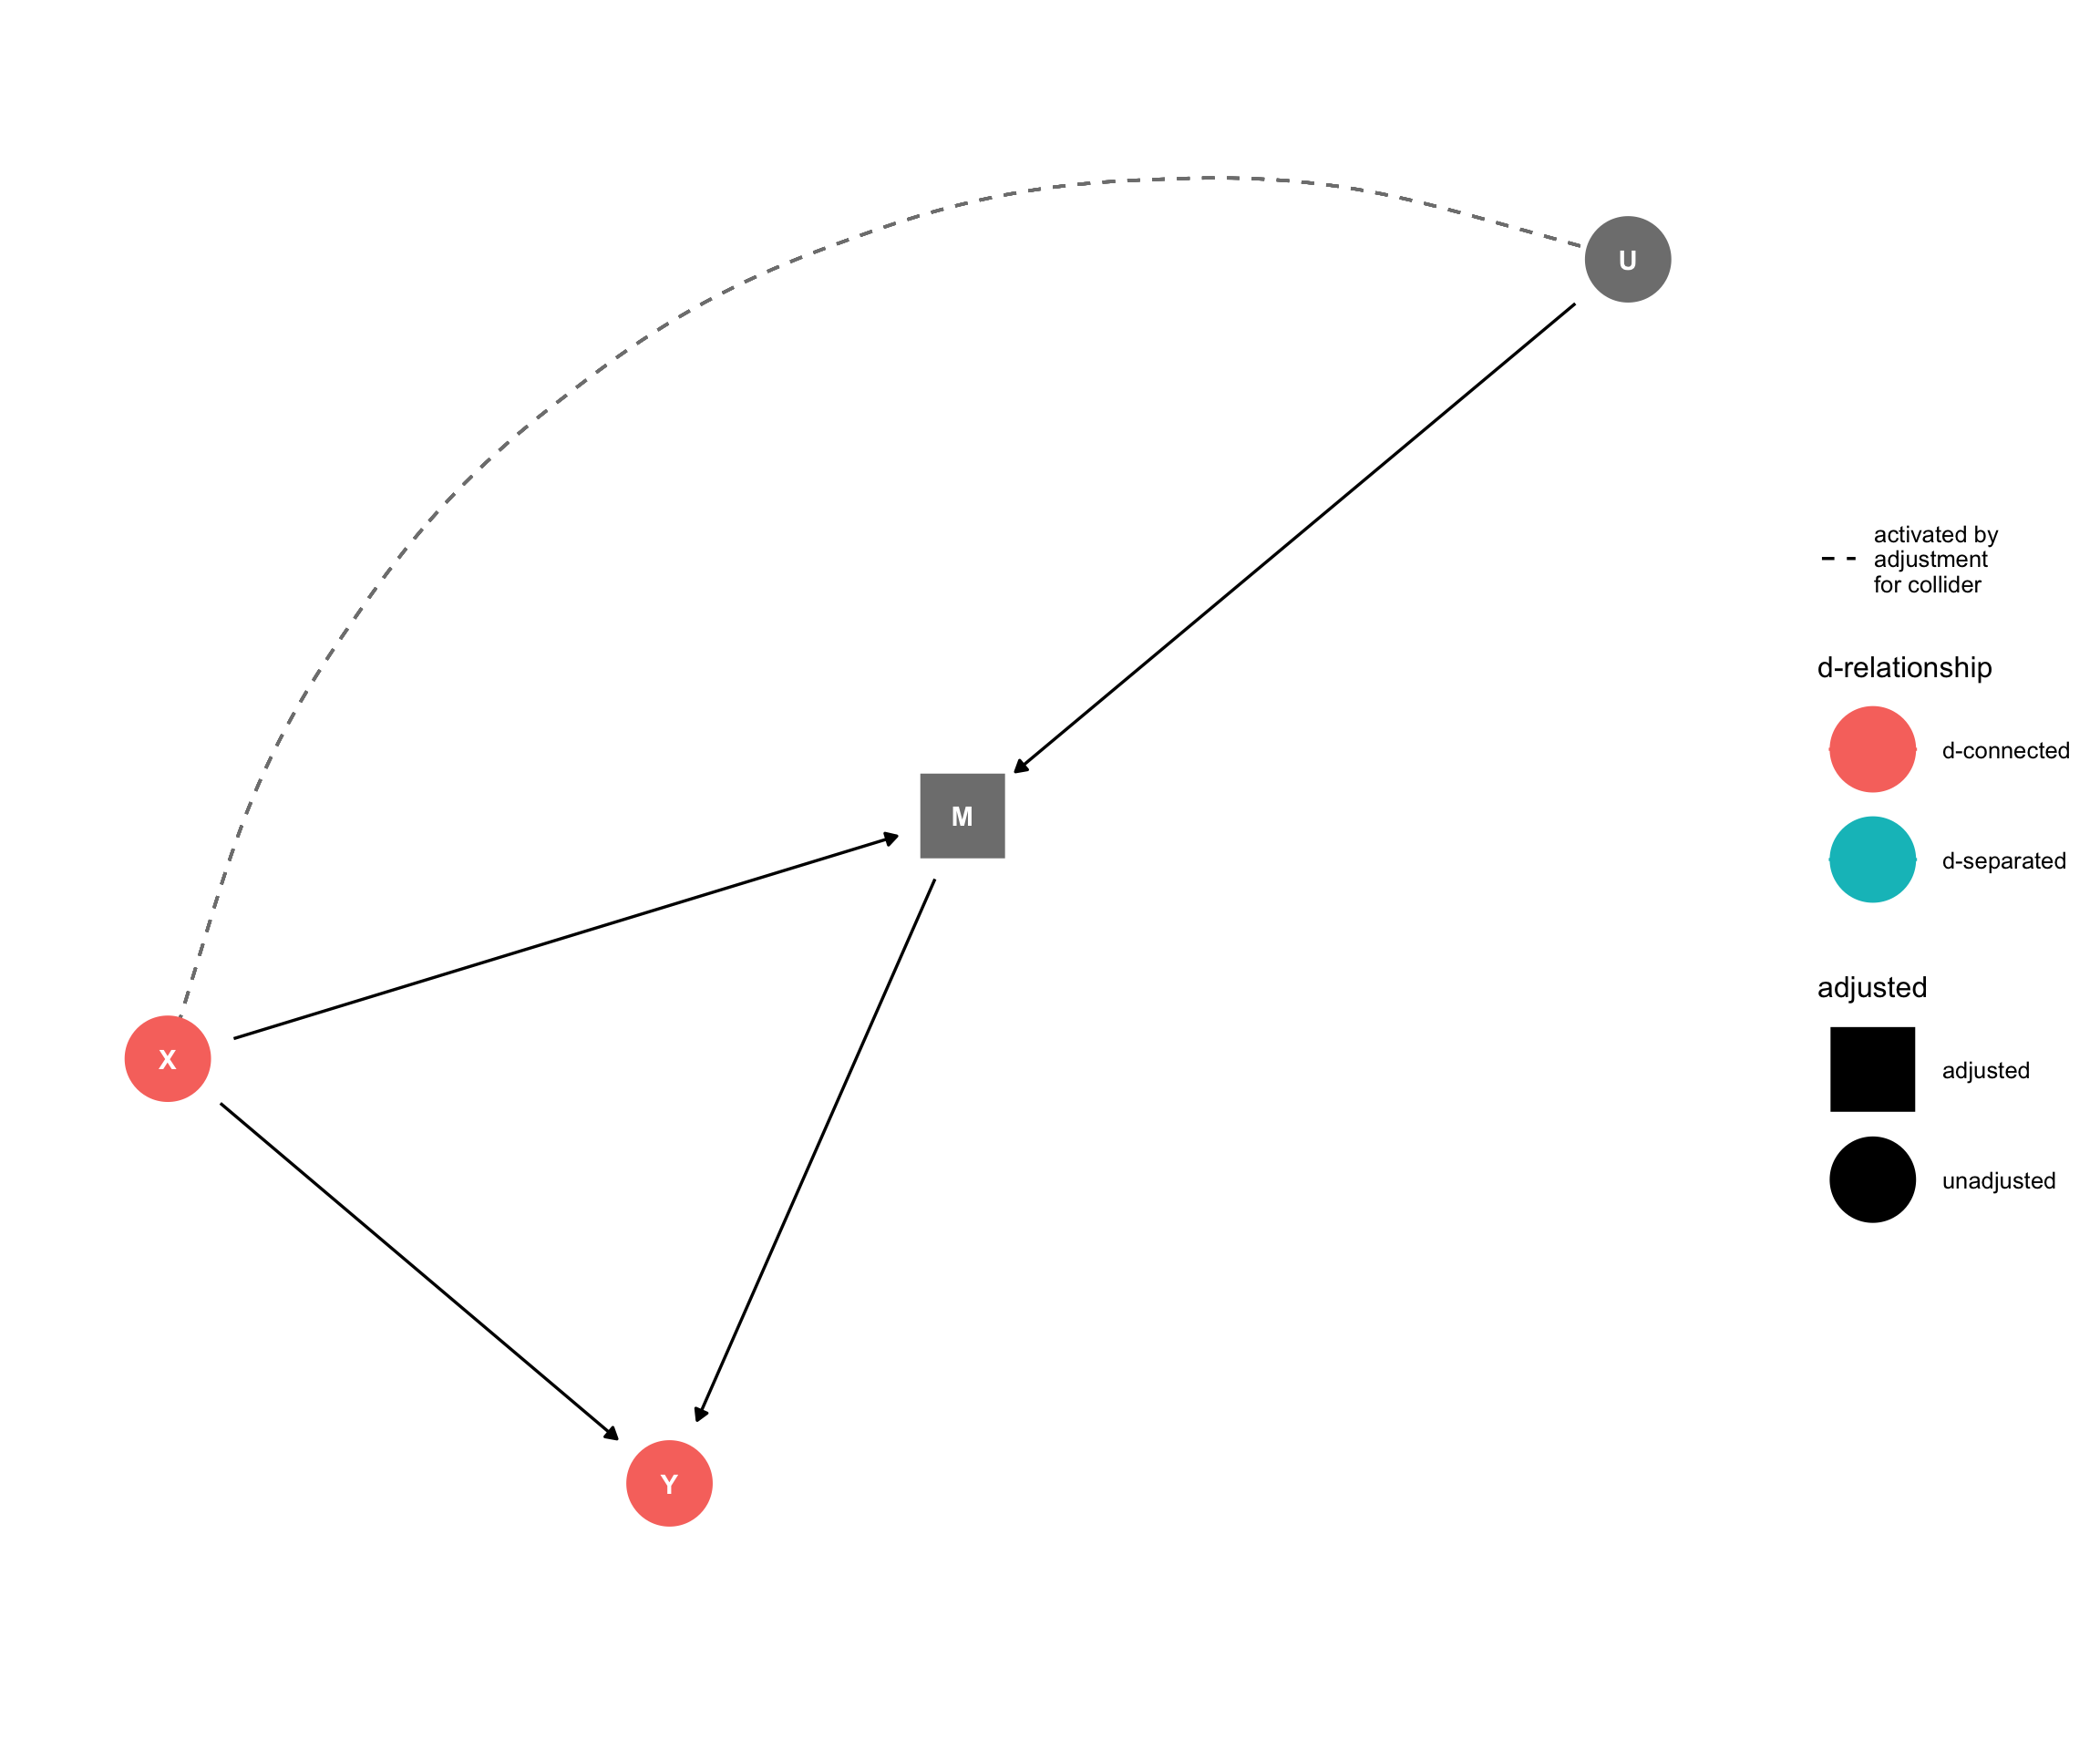 U
M
X
Y
activated by
adjustment
for collider
d-relationship
d-connected
d-separated
adjusted
adjusted
unadjusted